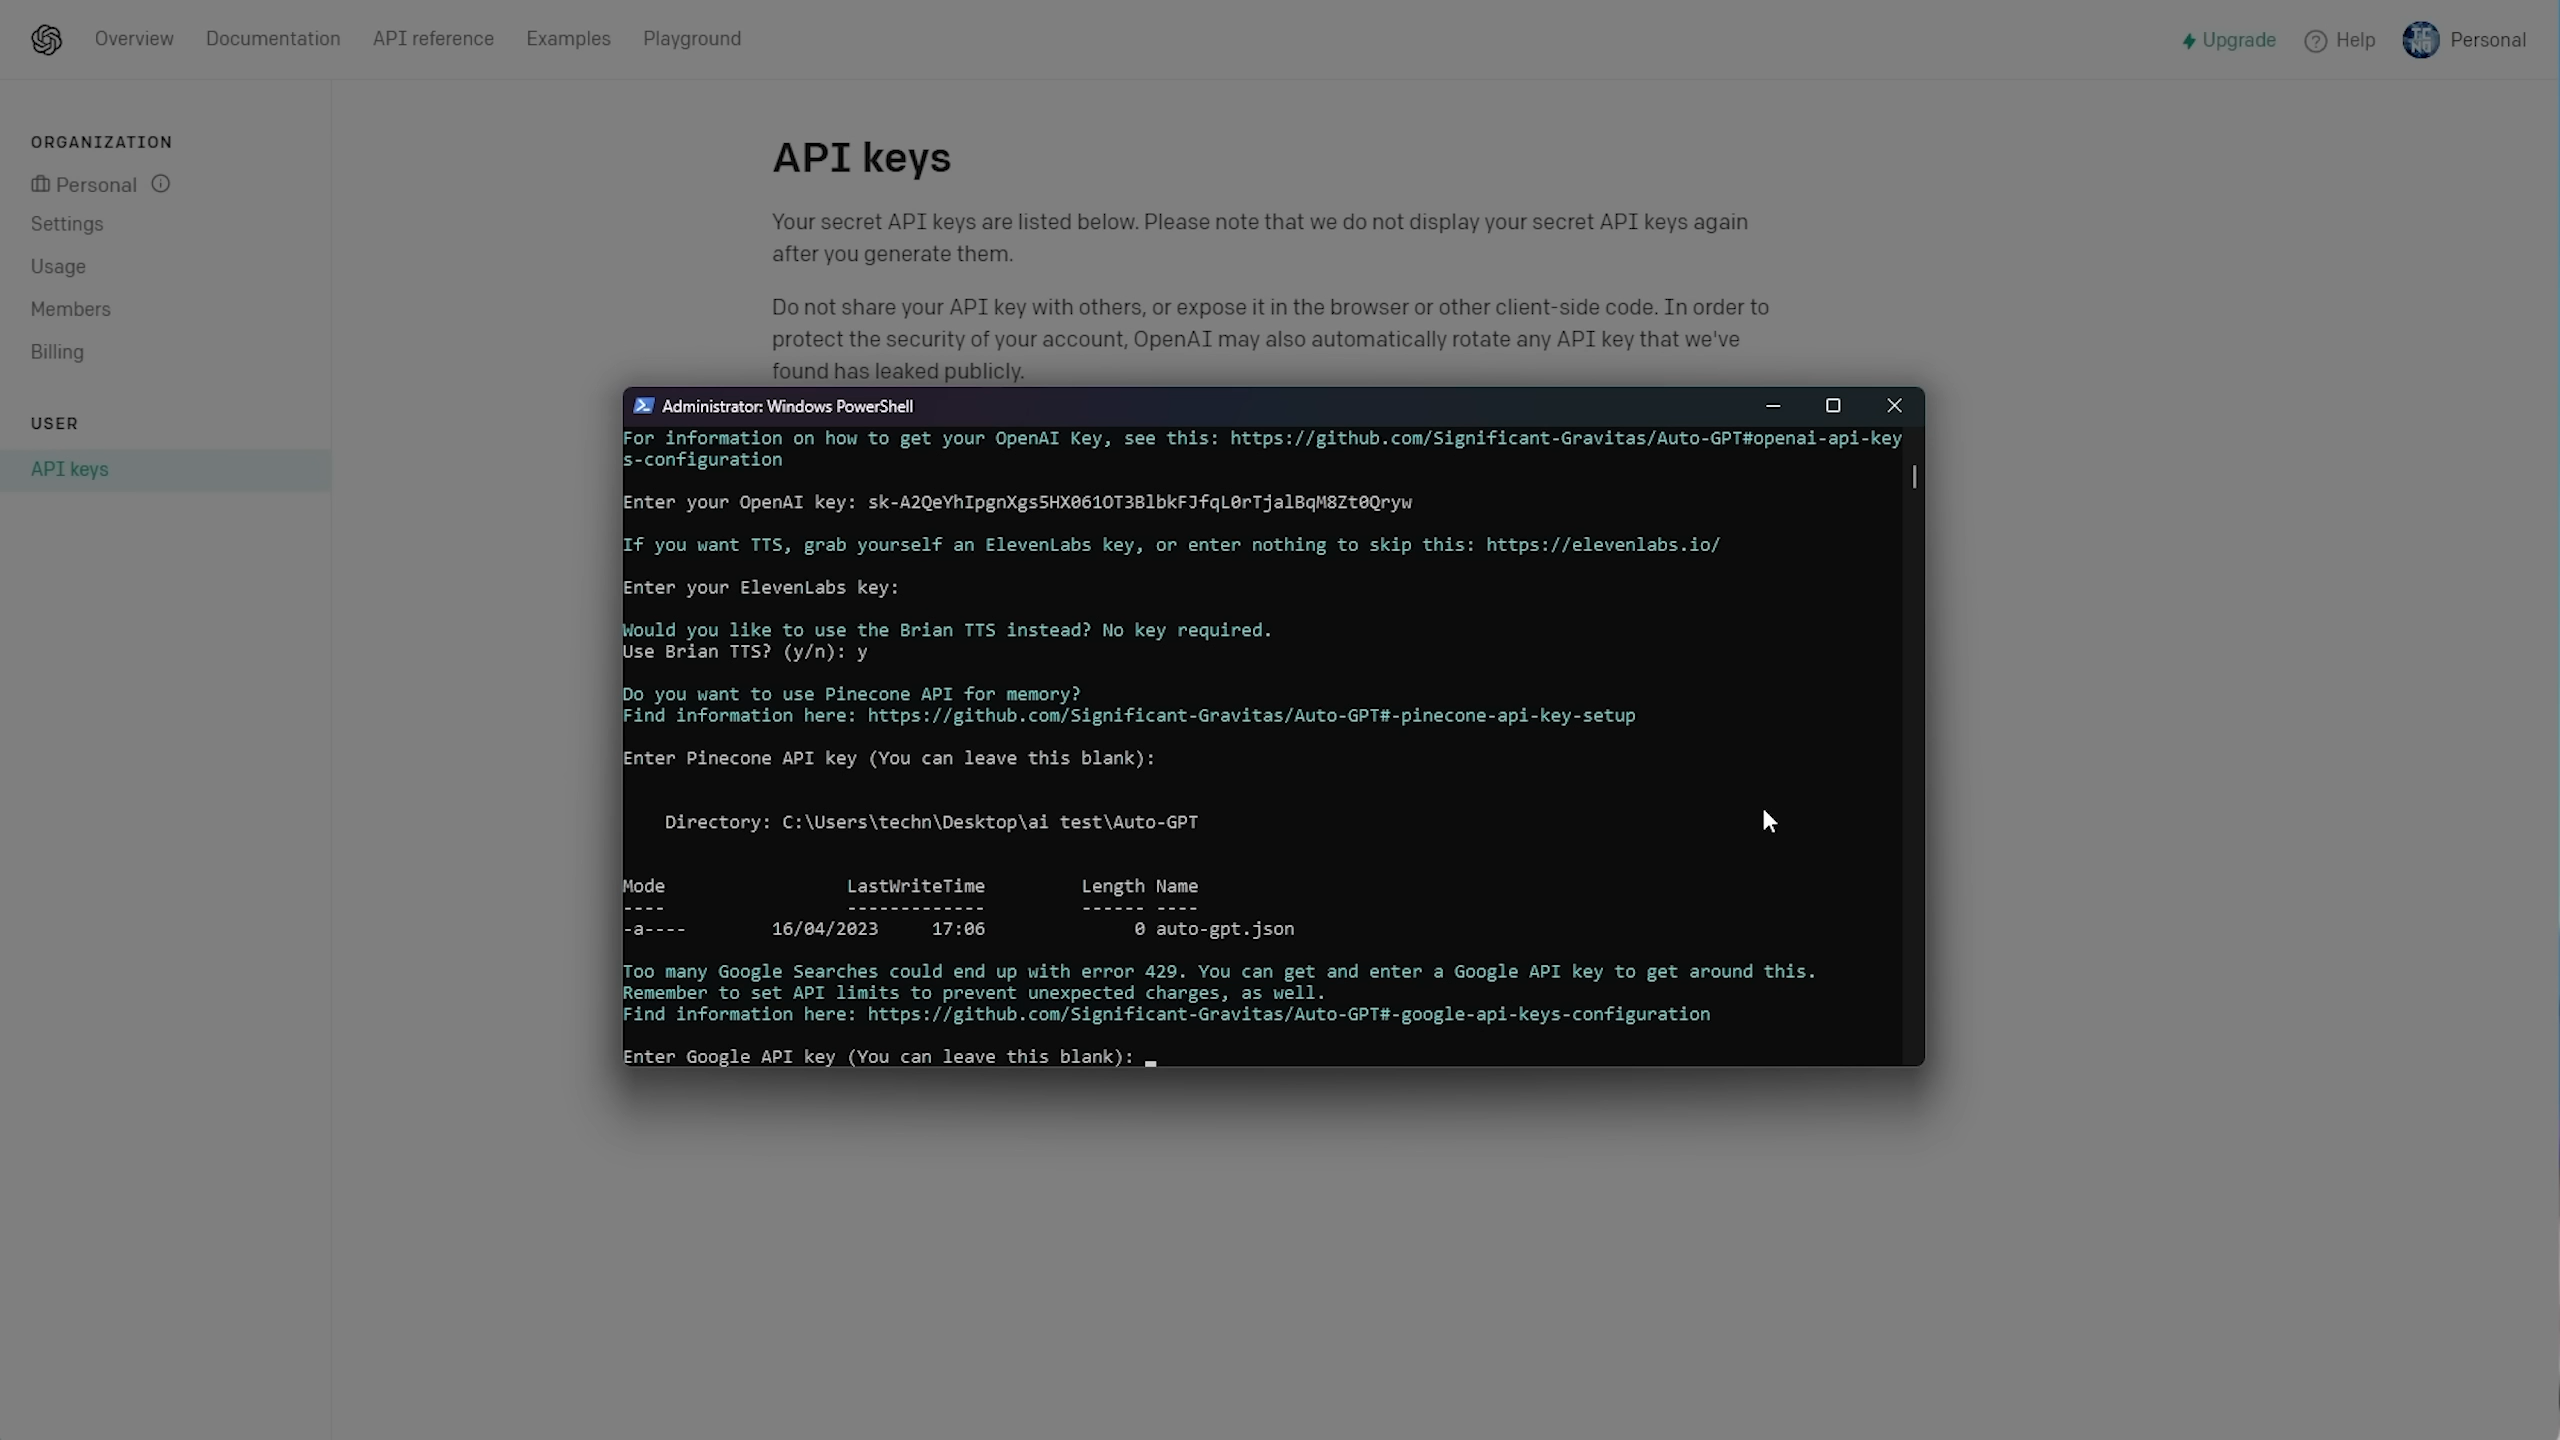 Overview Documentation API reference Examples Playground Upgrade Help Personal
ORGANIZATION
Personal
Settings
Usage
Members
Billing
USER
API keys
API keys
Your secret API keys are listed below. Please note that we do not display your secret API keys again
after you generate them.
Do not share your API key with others, or expose it in the browser or other client-side code. In order to
protect the security of your account, OpenAI may also automatically rotate any API key that we've
found has leaked publicly.
Administrator: Windows PowerShell
For information on how to get your OpenAI Key, see this: https://github.com/Significant-Gravitas/Auto-GPT#openai-api-key
s-configuration
Enter your OpenAI key: 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
If you want TTS, grab yourself an ElevenLabs key, or enter nothing to skip this: https://elevenlabs.io/
Enter your ElevenLabs key:
Would you like to use the Brian TTS instead? No key required.
Use Brian TTS? (y/n): y
Do you want to use Pinecone API for memory?
Find information here: https://github.com/Significant-Gravitas/Auto-GPT#-pinecone-api-key-setup
Enter Pinecone API key (You can leave this blank):
Directory: C:\Users\techn\Desktop\ai test\Auto-GPT
Mode LastWriteTime Length Name
---- ------------- ------ ----
-a---- 16/04/2023 17:06 0 auto-gpt.json
Too many Google Searches could end up with error 429. You can get and enter a Google API key to get around this.
Remember to set API limits to prevent unexpected charges, as well.
Find information here: https://github.com/Significant-Gravitas/Auto-GPT#-google-api-keys-configuration
Enter Google API key (You can leave this blank): _